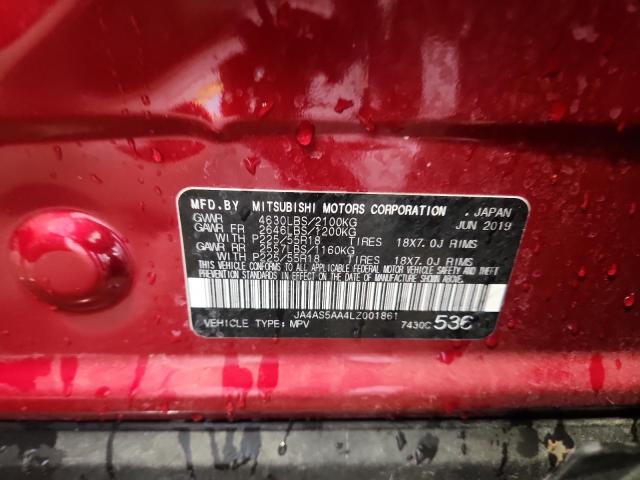 MFD.BY MITSUBISHI MOTORS CORPORATION , JAPAN
GVWR 4630LBS/2100KG JUN 2019
GAWR FR 2646LBS/1200KG
WITH P225/55R18 TIRES 18X7.0J RIMS
GAWR RR 2557LBS/1160KG
WITH P225/55R18 TIRES 18X7.0J RIMS
THIS VEHICLE CONFORMS TO ALL APPLICABLE FEDERAL MOTOR VEHICLE SAFETY AND THEFT
PREVENTION STANDARDS IN EFFECT ON THE DATE OF MANUFACTURE SHOWN ABOVE.
JA4AS5AA4LZ001861
VEHICLE TYPE: MPV 7430C 536